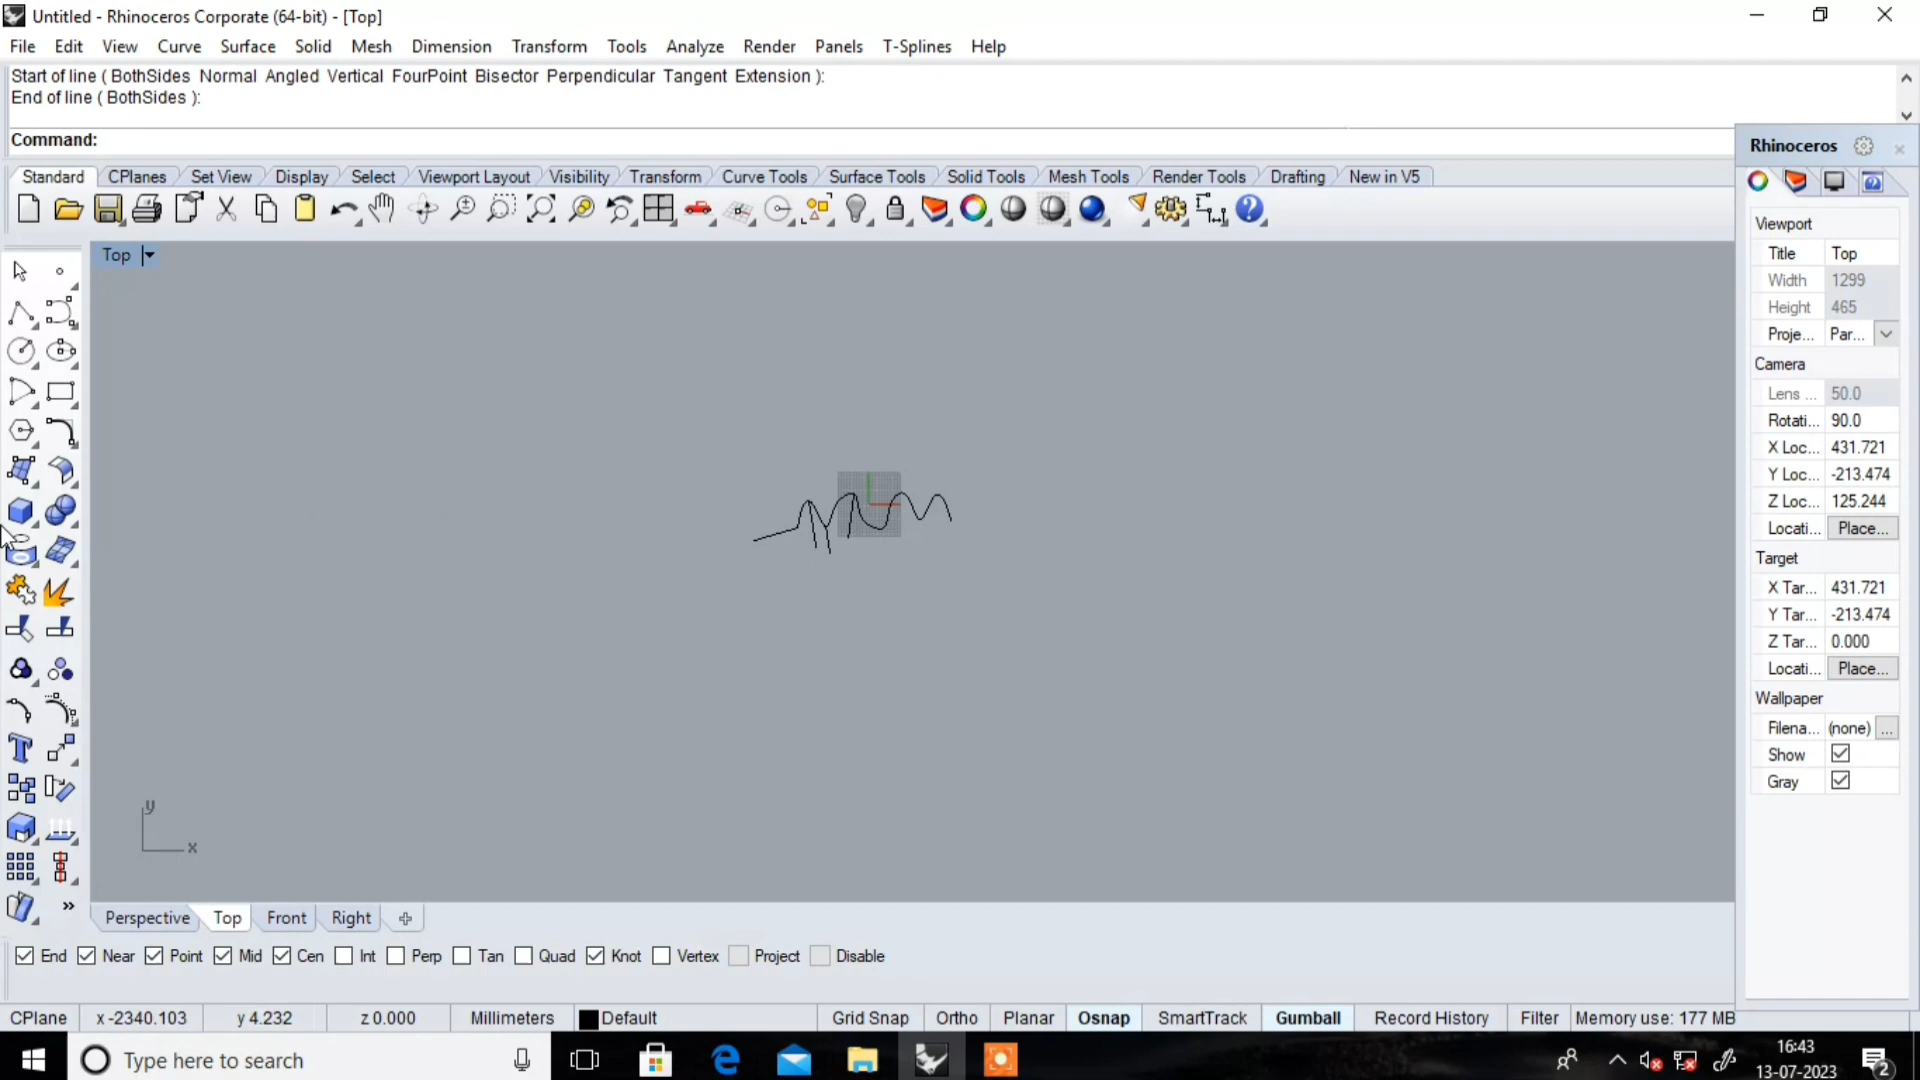 Untitled - Rhinoceros Corporate (64-bit) - [Top]
File Edit View Curve Surface Solid Mesh Dimension Transform Tools Analyze Render Panels T-Splines Help
Start of line ( BothSides Normal Angled Vertical FourPoint Bisector Perpendicular Tangent Extension ):
End of line ( BothSides ):
Command:
Rhinoceros
Standard CPlanes Set View Display Select Viewport Layout Visibility Transform Curve Tools Surface Tools Solid Tools Mesh Tools Render Tools Drafting New in V5
Top
Viewport
Title Top
Width 1299
Height 465
Proje... Par...
Camera
Lens ... 50.0
Rotati... 90.0
X Loc... 431.721
Y Loc... -213.474
Z Loc... 125.244
Locati... Place...
Target
X Tar... 431.721
Y Tar... -213.474
Z Tar... 0.000
Locati... Place...
Wallpaper
Filena... (none) ...
Show
Gray
y
x
Perspective Top Front Right
End Near Point Mid Cen Int Perp Tan Quad Knot Vertex Project Disable
CPlane x -2340.103 y 4.232 z 0.000 Millimeters Default Grid Snap Ortho Planar Osnap SmartTrack Gumball Record History Filter Memory use: 177 MB
Type here to search
16:43
13-07-2023
2